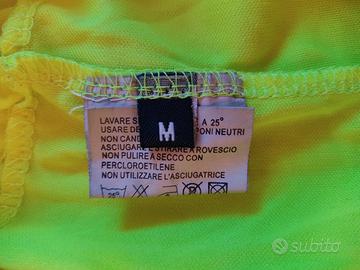 M
LAVARE A 25°
USARE DE PONI NEUTRI
NON CAND
ASCIUGARE E STIRARE A ROVESCIO
NON PULIRE A SECCO CON
PERCLOROETILENE
NON UTILIZZARE L'ASCIUGATRICE
25°
subito